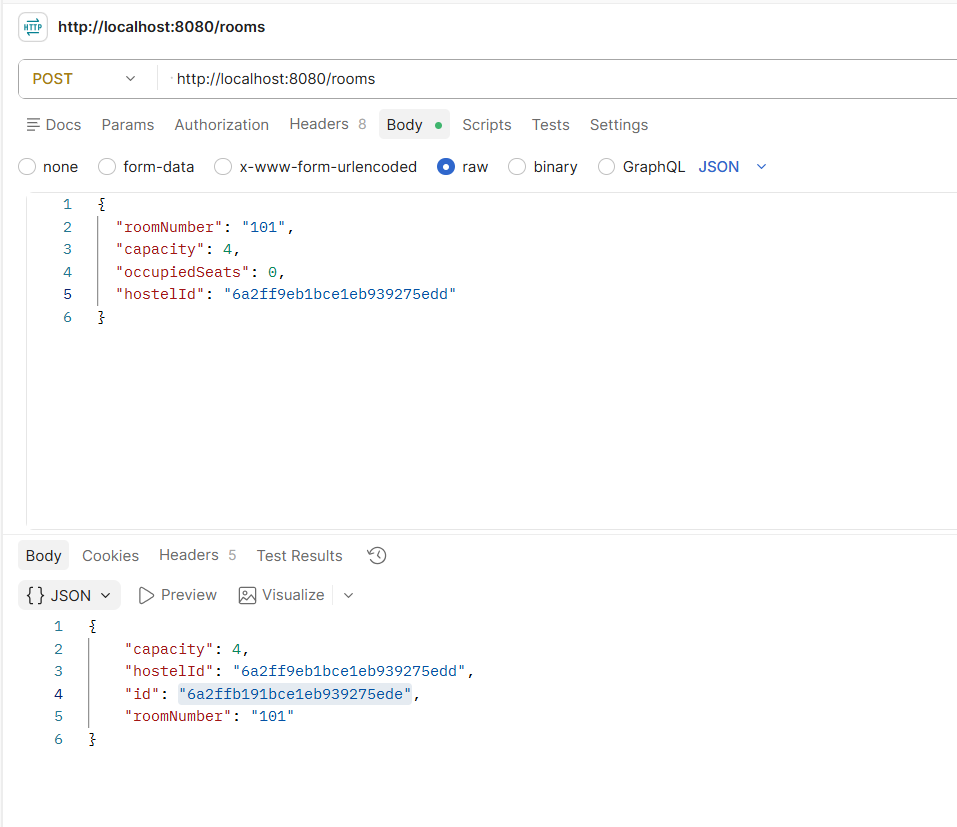 HTTP http://localhost:8080/rooms
POST http://localhost:8080/rooms
Docs Params Authorization Headers 8 Body Scripts Tests Settings
none form-data x-www-form-urlencoded raw binary GraphQL JSON
1 {
2 "roomNumber": "101",
3 "capacity": 4,
4 "occupiedSeats": 0,
5 "hostelId": "6a2ff9eb1bce1eb939275edd"
6 }
Body Cookies Headers 5 Test Results
{} JSON Preview Visualize
1 {
2 "capacity": 4,
3 "hostelId": "6a2ff9eb1bce1eb939275edd",
4 "id": "6a2ffb191bce1eb939275ede",
5 "roomNumber": "101"
6 }